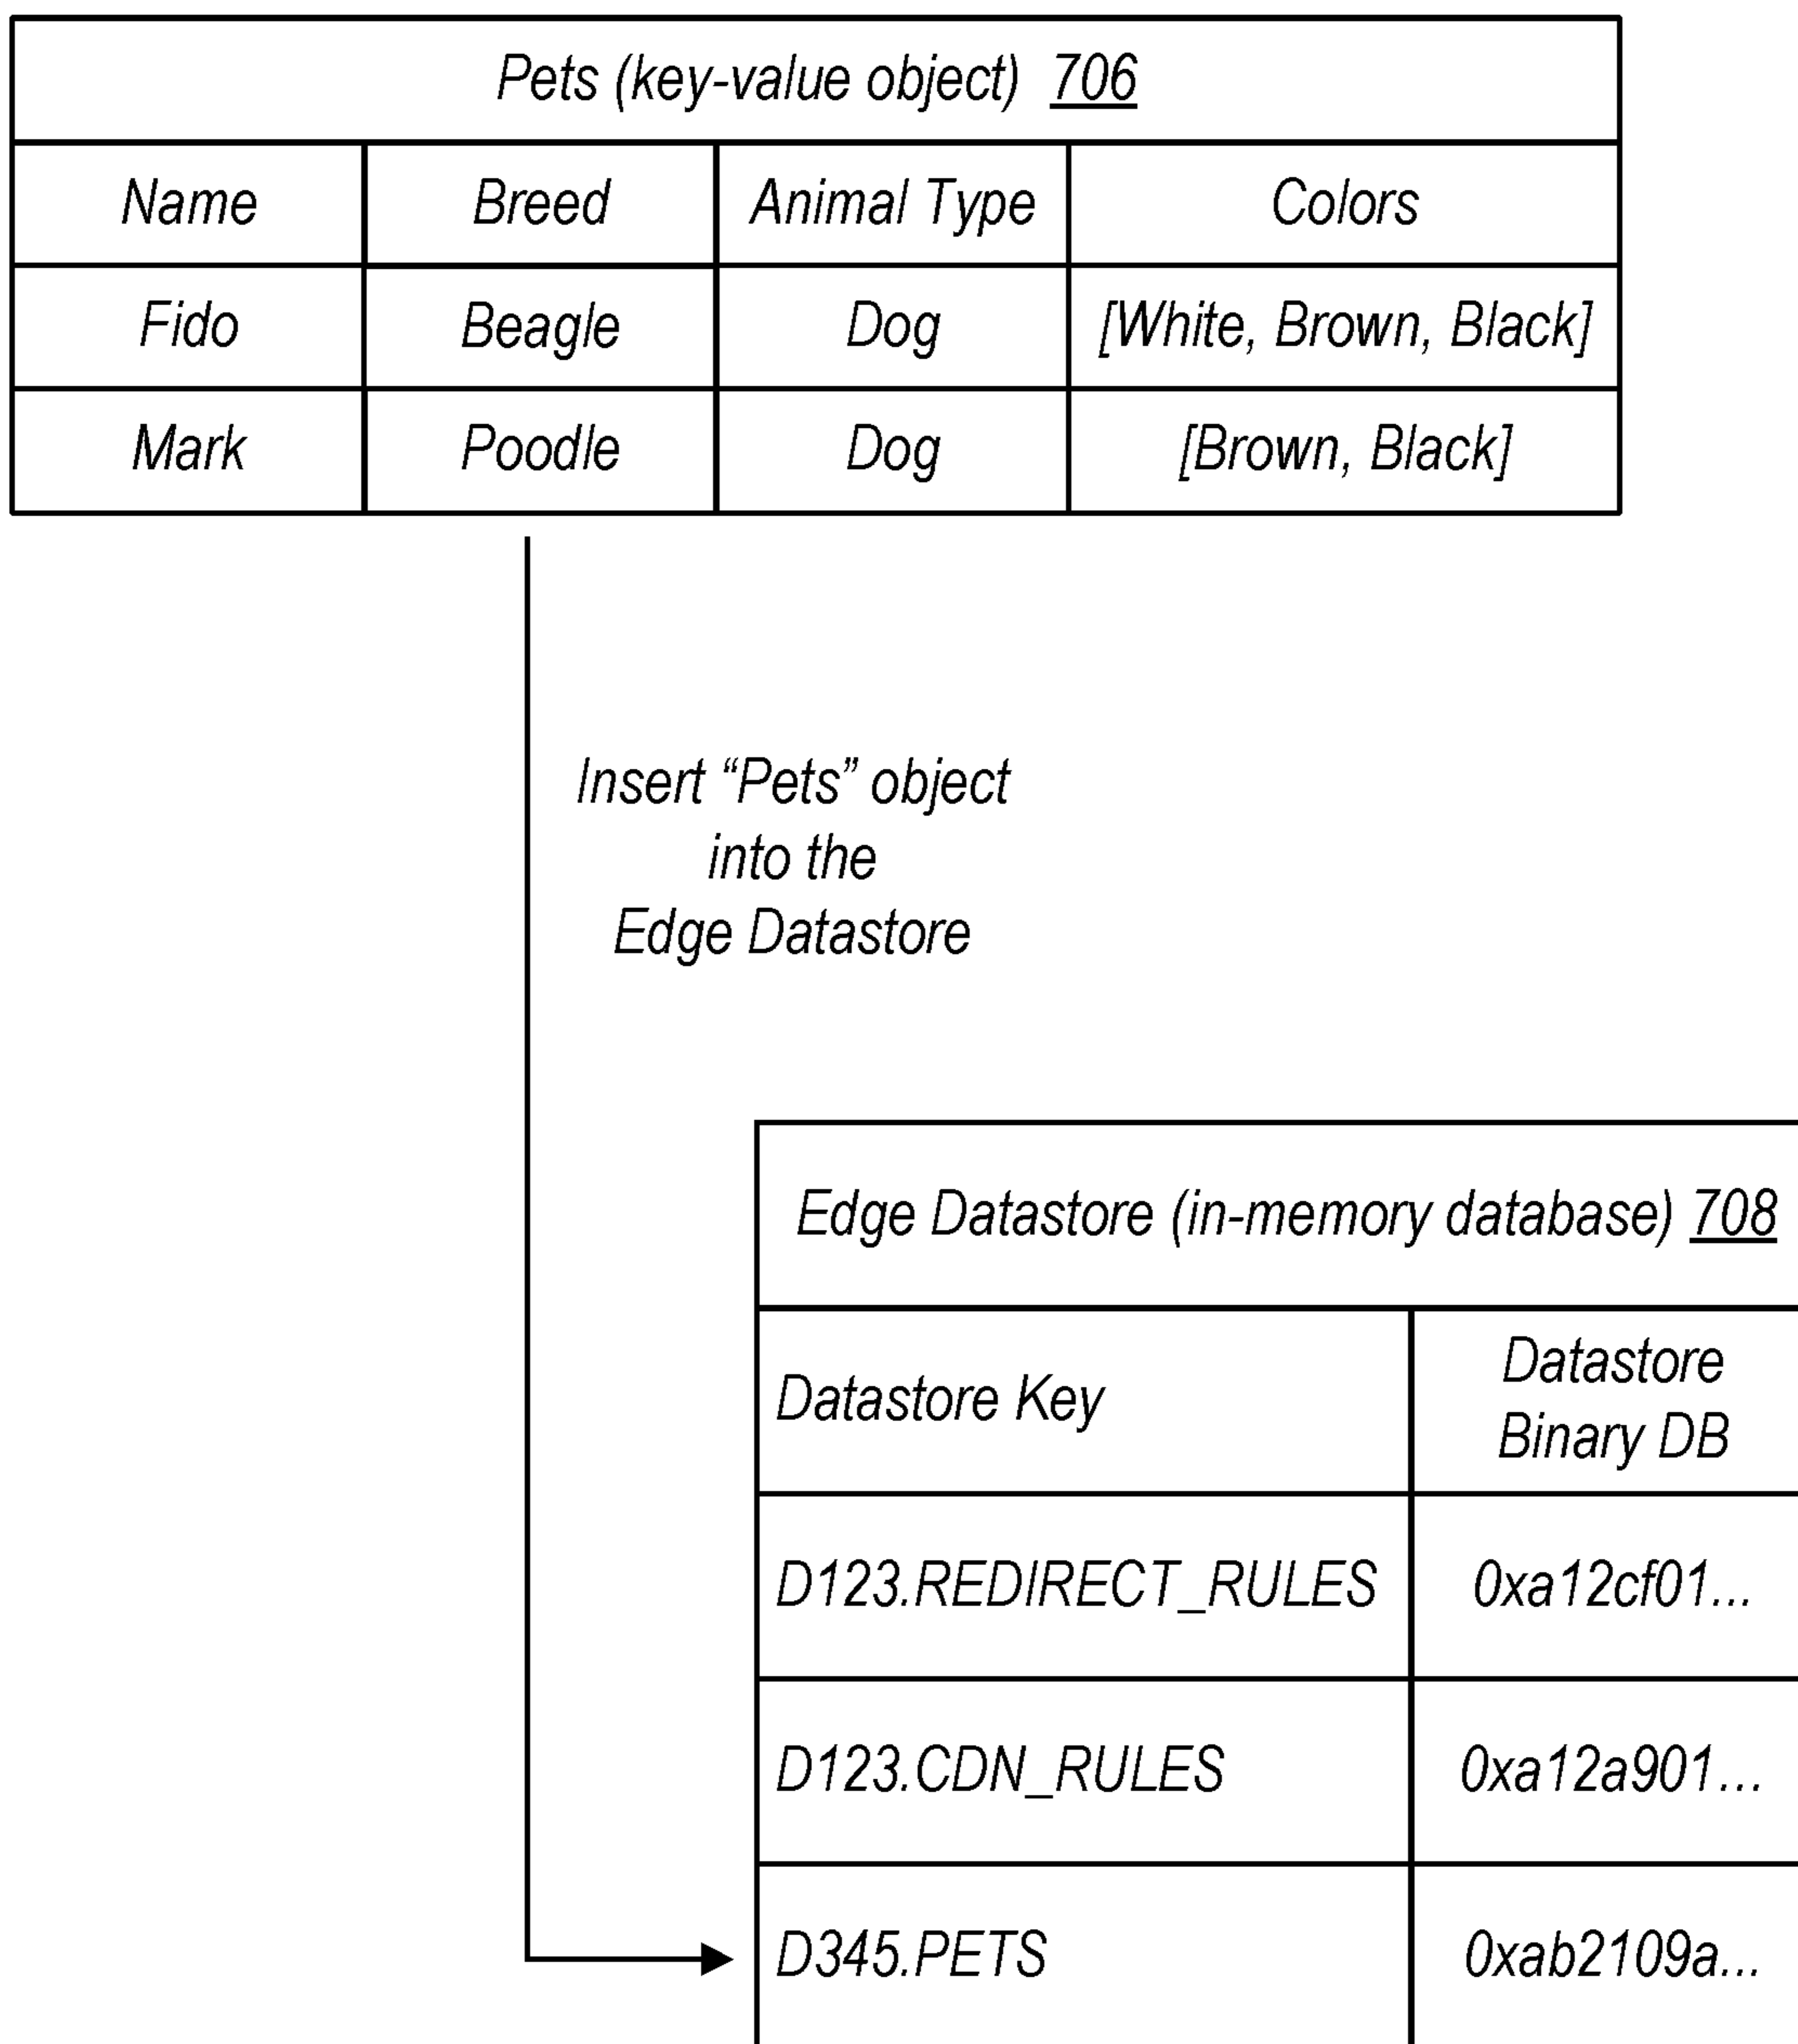 Pets (key-value object) 706
Name Breed Animal Type Colors
Fido Beagle Dog [White, Brown, Black]
Mark Poodle Dog [Brown, Black]
Insert “Pets” object
into the
Edge Datastore
Edge Datastore (in-memory database) 708
Datastore Key
Datastore
Binary DB
D123.REDIRECT_RULES 0xa12cf01...
D123.CDN_RULES 0xa12a901...
D345.PETS 0xab2109a...